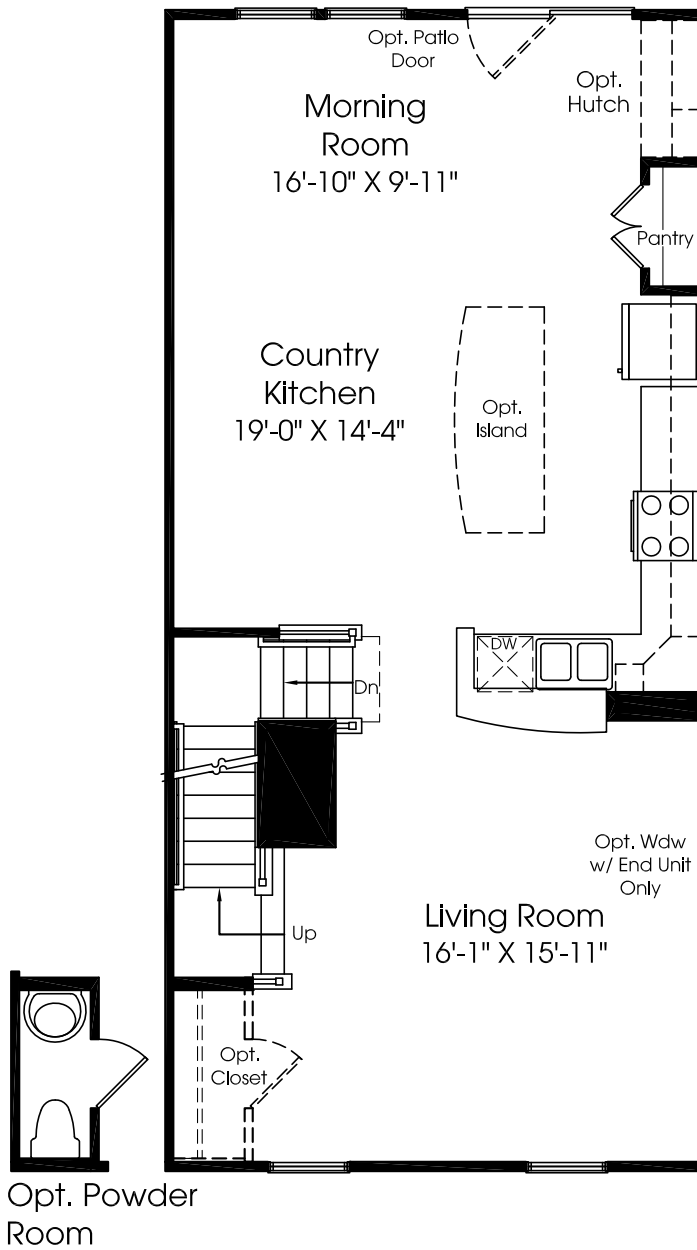 Opt. Patio
Door
Opt.
Hutch
Morning
Room
16'-10" X 9'-11"
Pantry
Country
Kitchen
19'-0" X 14'-4"
Opt.
Island
DW
Dn
Opt. Wdw
w/ End Unit
Only
Living Room
16'-1" X 15'-11"
Up
Opt.
Closet
Opt. Powder
Room